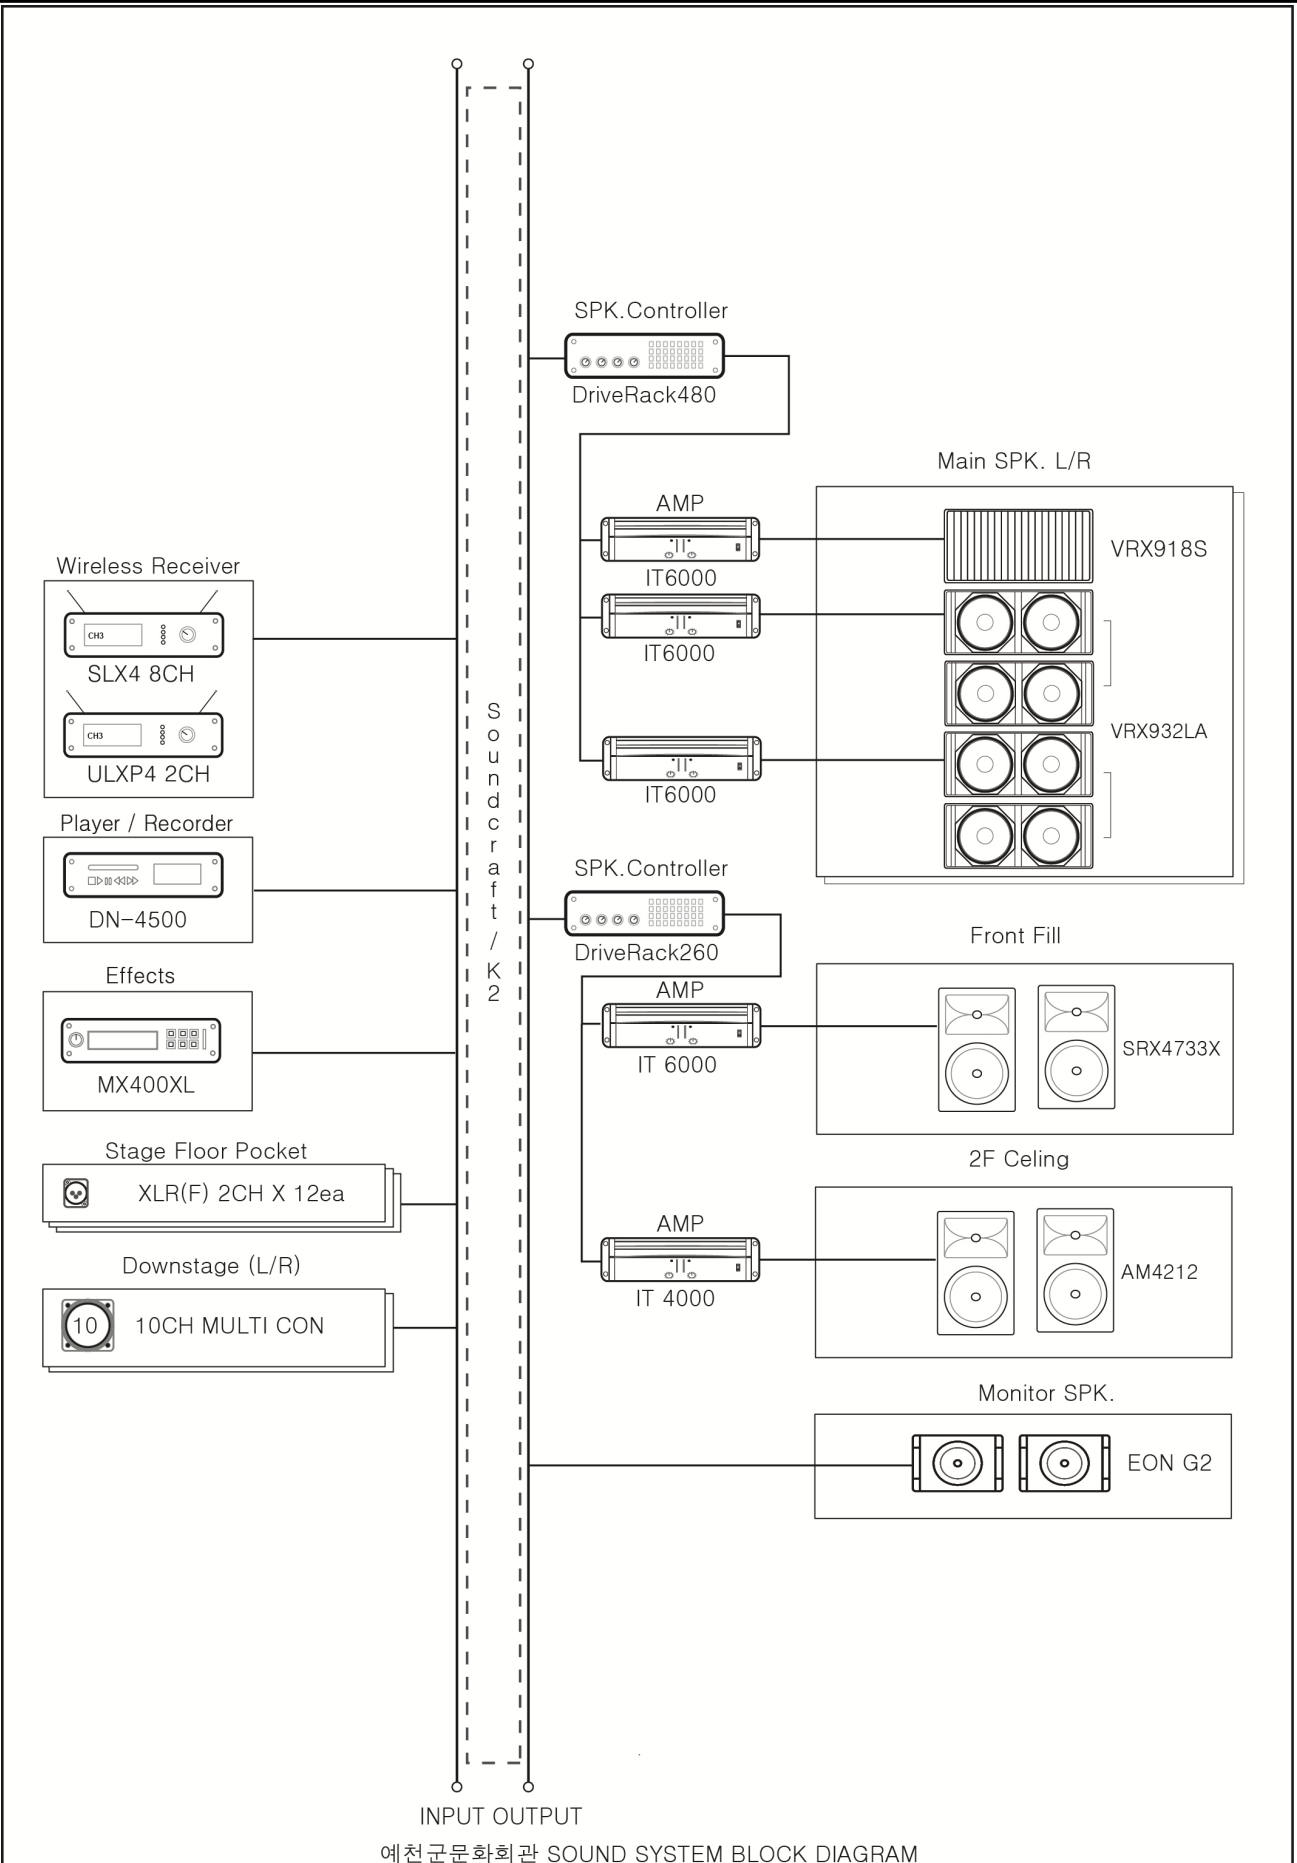 SPK.Controller
DriveRack480
Main SPK. L/R
AMP
IT6000
VRX918S
IT6000
VRX932LA
IT6000
Wireless Receiver
CH3
SLX4 8CH
CH3
ULXP4 2CH
Player / Recorder
DN-4500
Effects
MX400XL
Stage Floor Pocket
XLR(F) 2CH X 12ea
Downstage (L/R)
10
10CH MULTI CON
Soundcraft / K2
SPK.Controller
DriveRack260
AMP
IT 6000
Front Fill
SRX4733X
2F Celing
AMP
IT 4000
AM4212
Monitor SPK.
EON G2
INPUT OUTPUT
예천군문화회관 SOUND SYSTEM BLOCK DIAGRAM